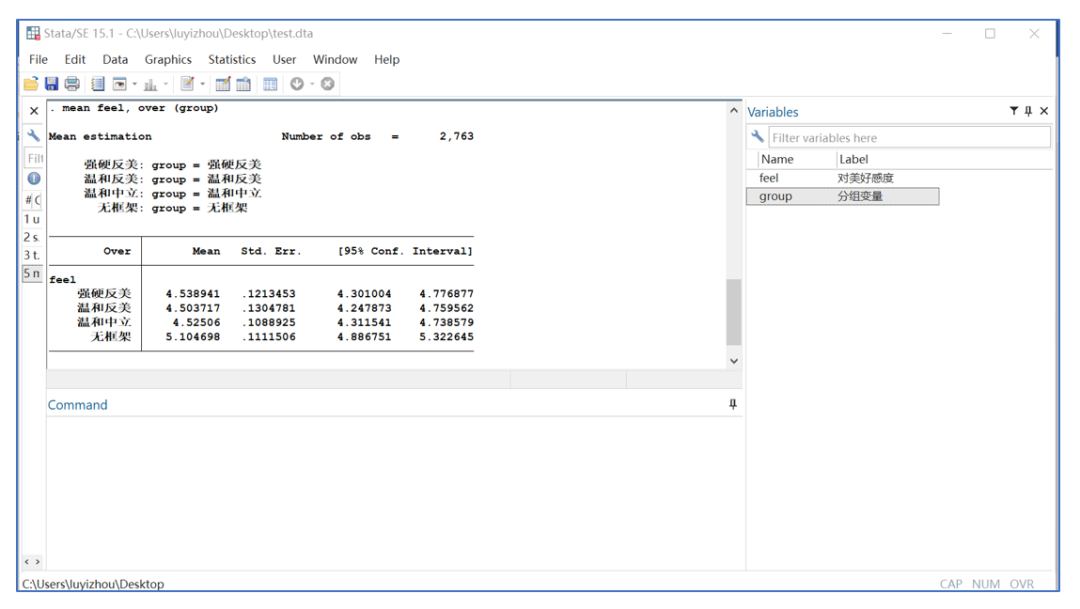 Stata/SE 15.1 - C:\Users\luyizhou\Desktop\test.dta
File Edit Data Graphics Statistics User Window Help
. mean feel, over (group)
Mean estimation Number of obs = 2,763
强硬反美: group = 强硬反美
温和反美: group = 温和反美
温和中立: group = 温和中立
无框架: group = 无框架
Over Mean Std. Err. [95% Conf. Interval]
feel
强硬反美 4.538941 .1213453 4.301004 4.776877
温和反美 4.503717 .1304781 4.247873 4.759562
温和中立 4.52506 .1088925 4.311541 4.738579
无框架 5.104698 .1111506 4.886751 5.322645
Filt
# C
1 u
2 s.
3 t.
5 n
Command
Variables
Filter variables here
Name Label
feel 对美好感度
group 分组变量
C:\Users\luyizhou\Desktop CAP NUM OVR